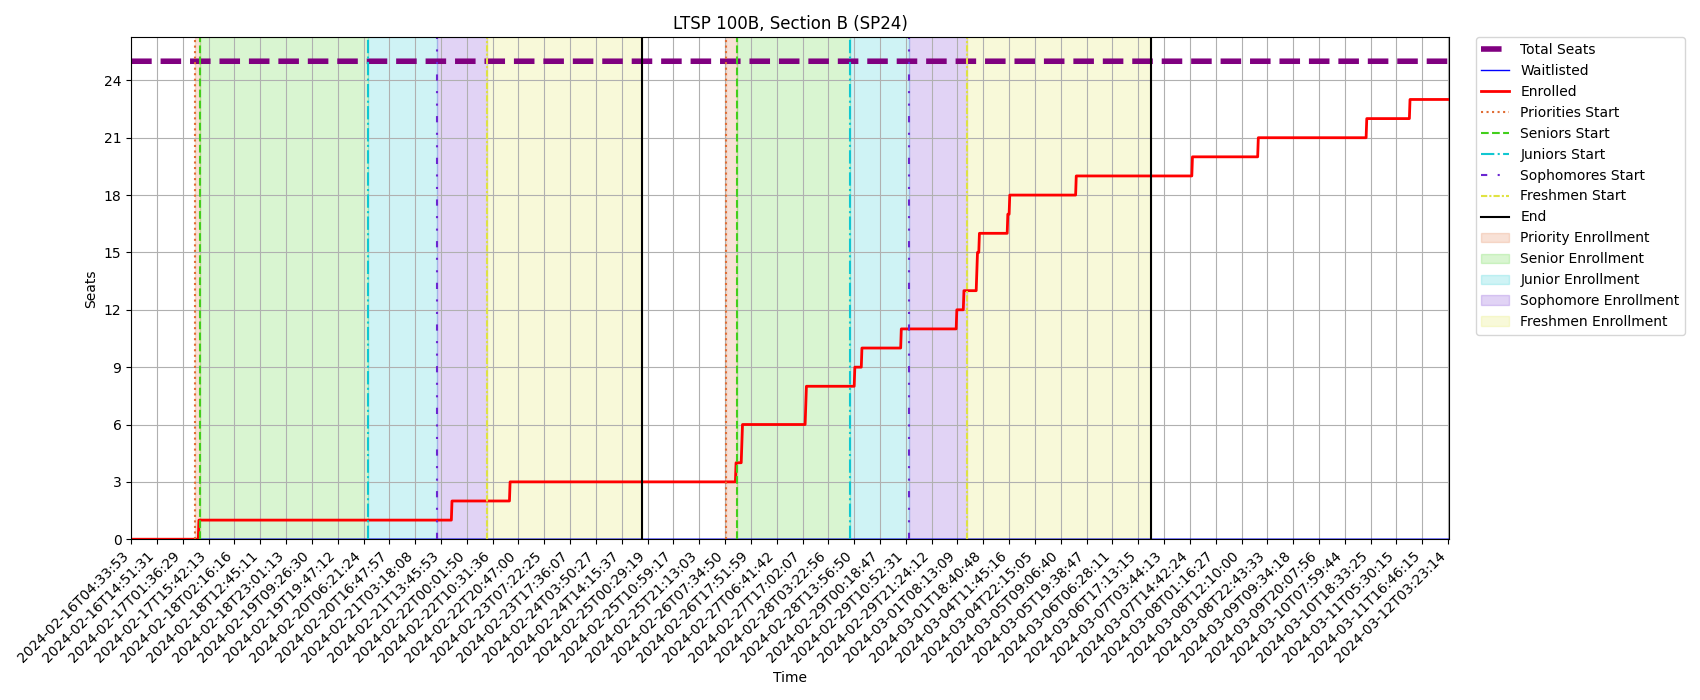 LTSP 100B, Section B (SP24)
Total Seats
Waitlisted
Enrolled
Priorities Start
Seniors Start
Juniors Start
Sophomores Start
Freshmen Start
End
Priority Enrollment
Senior Enrollment
Junior Enrollment
Sophomore Enrollment
Freshmen Enrollment
Seats
24
21
18
15
12
9
6
3
0
2024-02-16T04:33:53
2024-02-16T14:51:31
2024-02-17T01:36:29
2024-02-17T15:42:13
2024-02-18T02:16:16
2024-02-18T12:45:11
2024-02-18T23:01:13
2024-02-19T09:26:30
2024-02-19T19:47:12
2024-02-20T06:21:24
2024-02-20T16:47:57
2024-02-21T03:18:08
2024-02-21T13:45:53
2024-02-22T00:01:50
2024-02-22T10:31:36
2024-02-22T20:47:00
2024-02-23T07:22:25
2024-02-23T17:36:07
2024-02-24T03:50:27
2024-02-24T14:15:37
2024-02-25T00:29:19
2024-02-25T10:59:17
2024-02-25T21:13:03
2024-02-26T07:34:50
2024-02-26T17:51:59
2024-02-27T06:41:42
2024-02-27T17:02:07
2024-02-28T03:22:56
2024-02-28T13:56:50
2024-02-29T00:18:47
2024-02-29T10:52:31
2024-02-29T21:24:12
2024-03-01T08:13:09
2024-03-01T18:40:48
2024-03-04T11:45:16
2024-03-04T22:15:05
2024-03-05T09:06:40
2024-03-05T19:38:47
2024-03-06T06:28:11
2024-03-06T17:13:15
2024-03-07T03:44:13
2024-03-07T14:42:24
2024-03-08T01:16:27
2024-03-08T12:10:00
2024-03-08T22:43:33
2024-03-09T09:34:18
2024-03-09T20:07:56
2024-03-10T07:59:44
2024-03-10T18:33:25
2024-03-11T05:30:15
2024-03-11T16:46:15
2024-03-12T03:23:14
Time